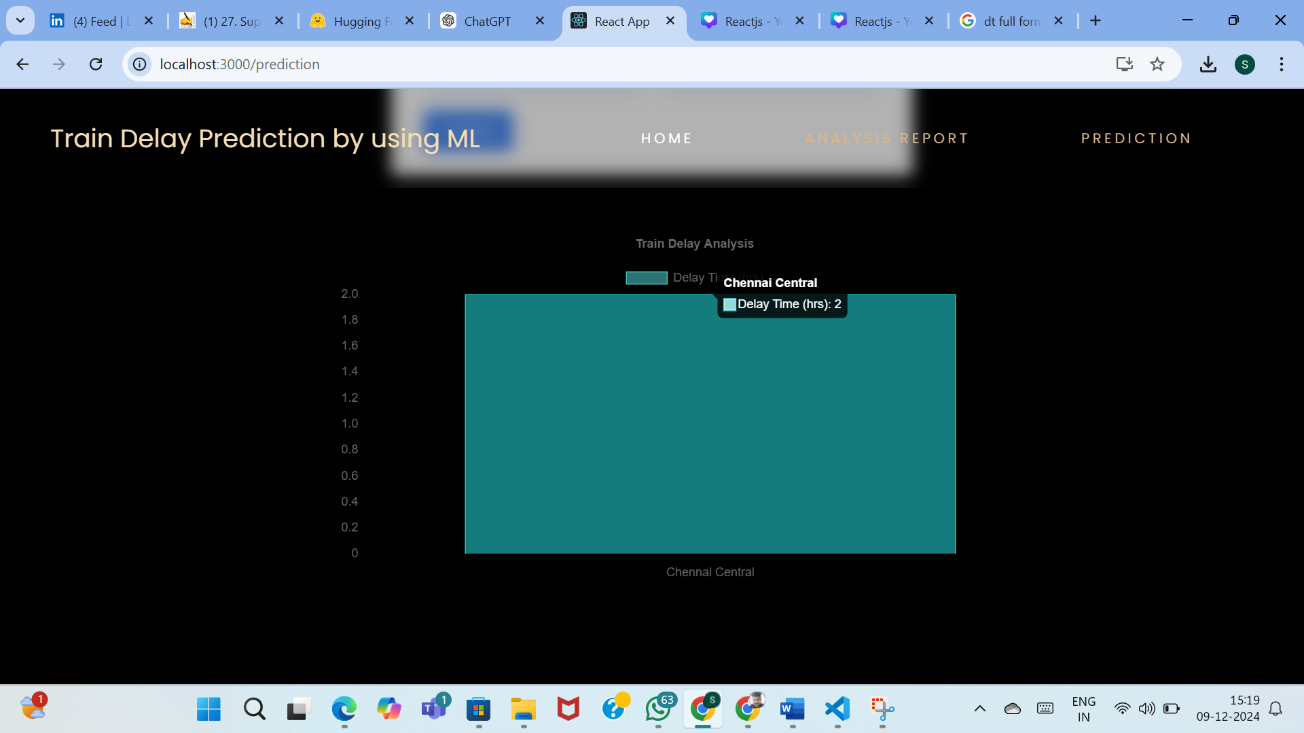 (4) Feed | L
(1) 27. Sup
Hugging F
ChatGPT
React App
Reactjs - Y
Reactjs - Y
dt full form
localhost:3000/prediction
S
Train Delay Prediction by using ML
HOME
ANALYSIS REPORT
PREDICTION
Train Delay Analysis
Delay Ti
Chennai Central
Delay Time (hrs): 2
2.0
1.8
1.6
1.4
1.2
1.0
0.8
0.6
0.4
0.2
0
Chennai Central
1
1
63
S
ENG
IN
15:19
09-12-2024